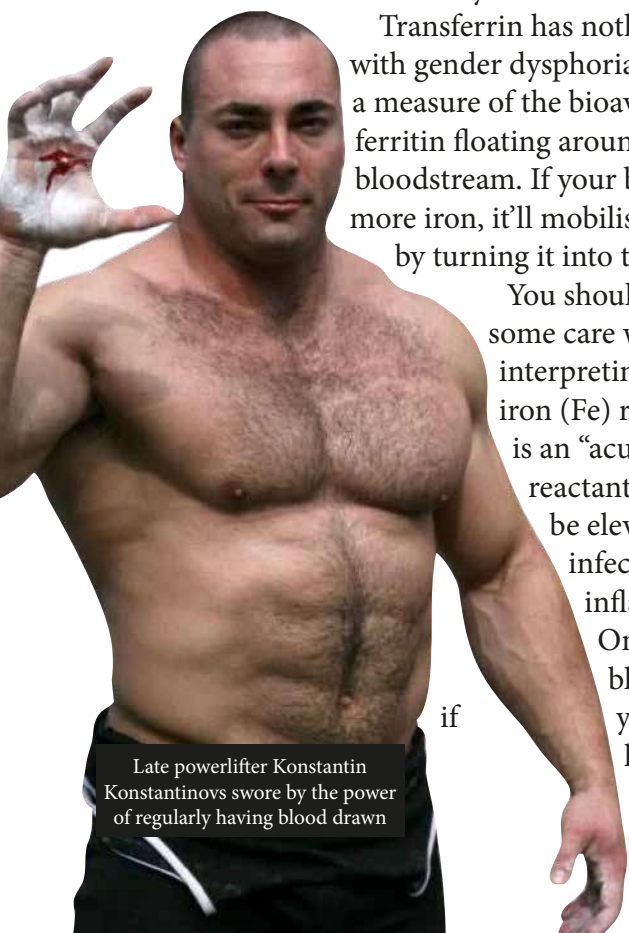 Transferrin has noth
with gender dysphoria
a measure of the bioav
ferritin floating aroun
bloodstream. If your b
more iron, it’ll mobilis
by turning it into t
You shoul
some care w
interpretin
iron (Fe) r
is an “acu
reactant
be elev
infec
infl
On
bl
if y
Late powerlifter Konstantin
Konstantinovs swore by the power
of regularly having blood drawn